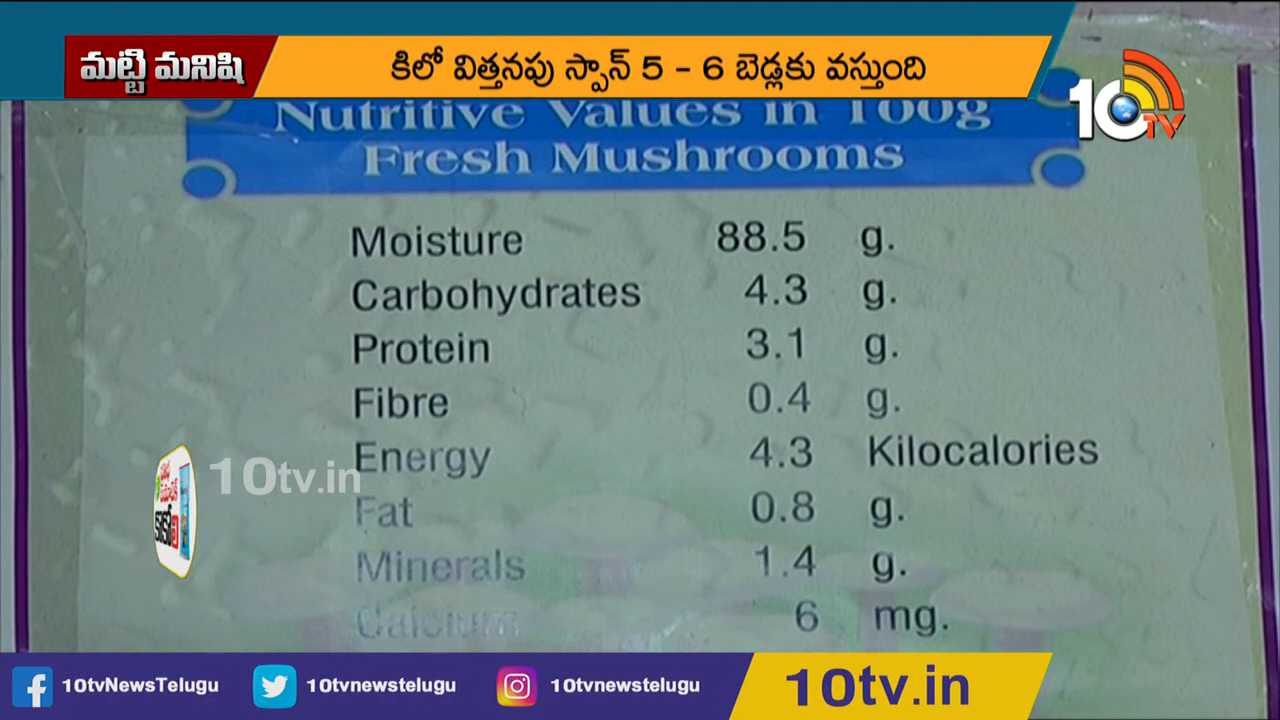 మట్టి మనిషి
కిలో విత్తనపు స్పాన్ 5 - 6 బెడ్లకు వస్తుంది
10TV
Nutritive Values in 100g
Fresh Mushrooms
Moisture 88.5 g.
Carbohydrates 4.3 g.
Protein 3.1 g.
Fibre 0.4 g.
Energy 4.3 Kilocalories
Fat 0.8 g.
Minerals 1.4 g.
Calcium 6 mg.
10tv.in
10tvNewsTelugu
10tvnewstelugu
10tvnewstelugu
10tv.in